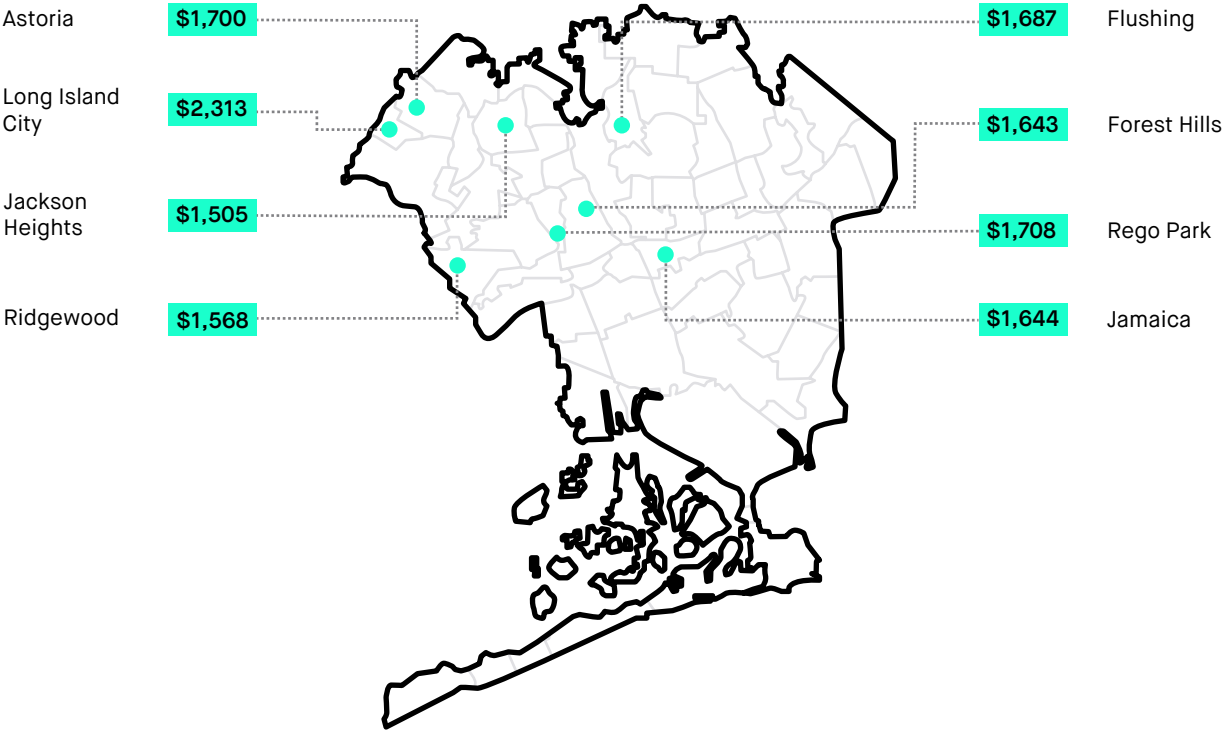 Astoria
$1,700
Long Island
City
$2,313
Jackson
Heights
$1,505
Ridgewood
$1,568
$1,687
Flushing
$1,643
Forest Hills
$1,708
Rego Park
$1,644
Jamaica